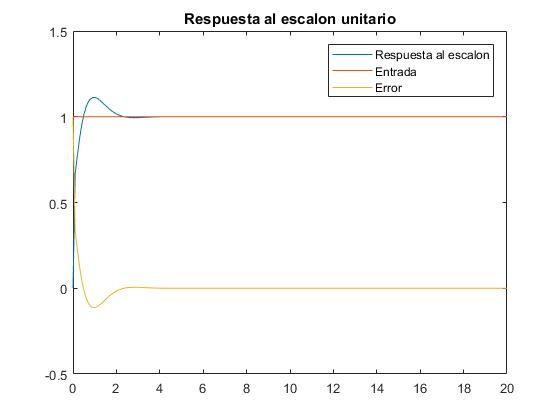 Respuesta al escalon unitario
1.5
Respuesta al escalon
Entrada
Error
1
0.5
0
-0.5
0 2 4 6 8 10 12 14 16 18 20